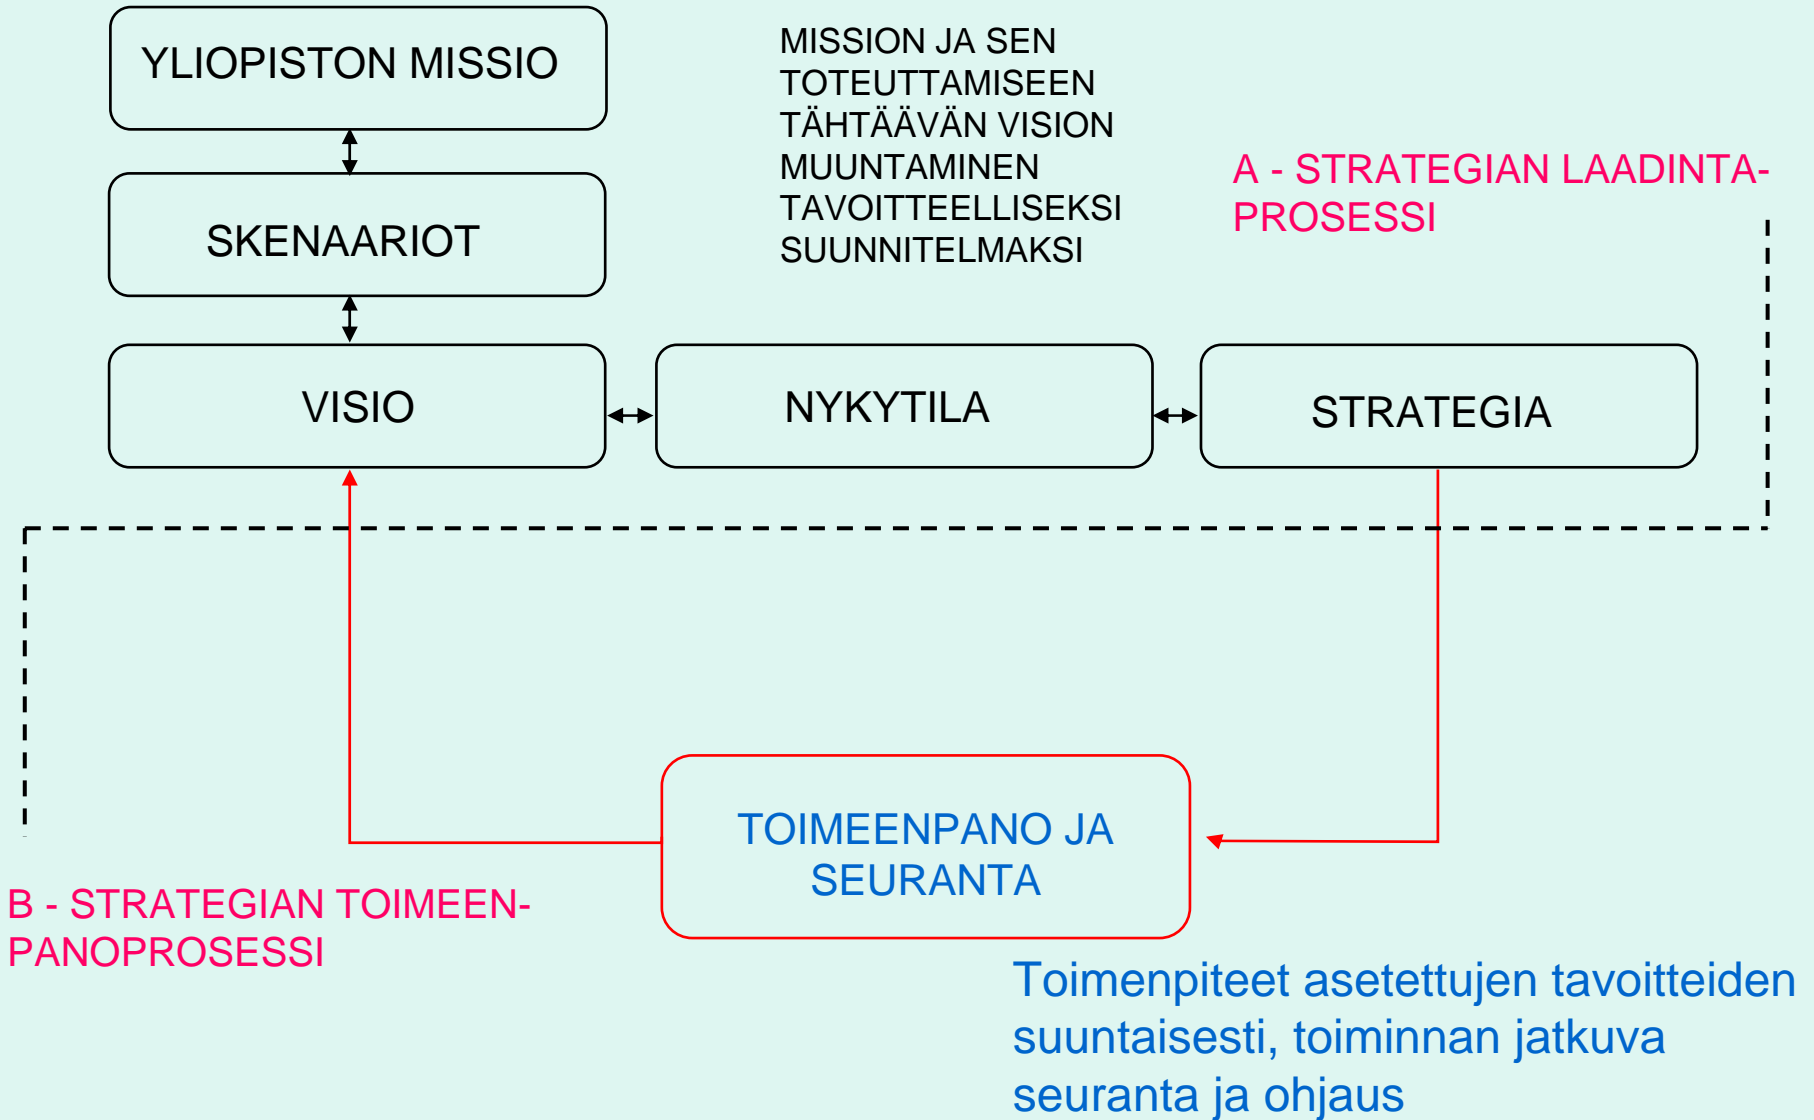 YLIOPISTON MISSIO
MISSION JA SEN
TOTEUTTAMISEEN
TÄHTÄÄVÄN VISION
MUUNTAMINEN
TAVOITTEELLISEKSI
SUUNNITELMAKSI
A - STRATEGIAN LAADINTA-
PROSESSI
SKENAARIOT
VISIO
NYKYTILA
STRATEGIA
TOIMEENPANO JA
SEURANTA
B - STRATEGIAN TOIMEEN-
PANOPROSESSI
Toimenpiteet asetettujen tavoitteiden
suuntaisesti, toiminnan jatkuva
seuranta ja ohjaus